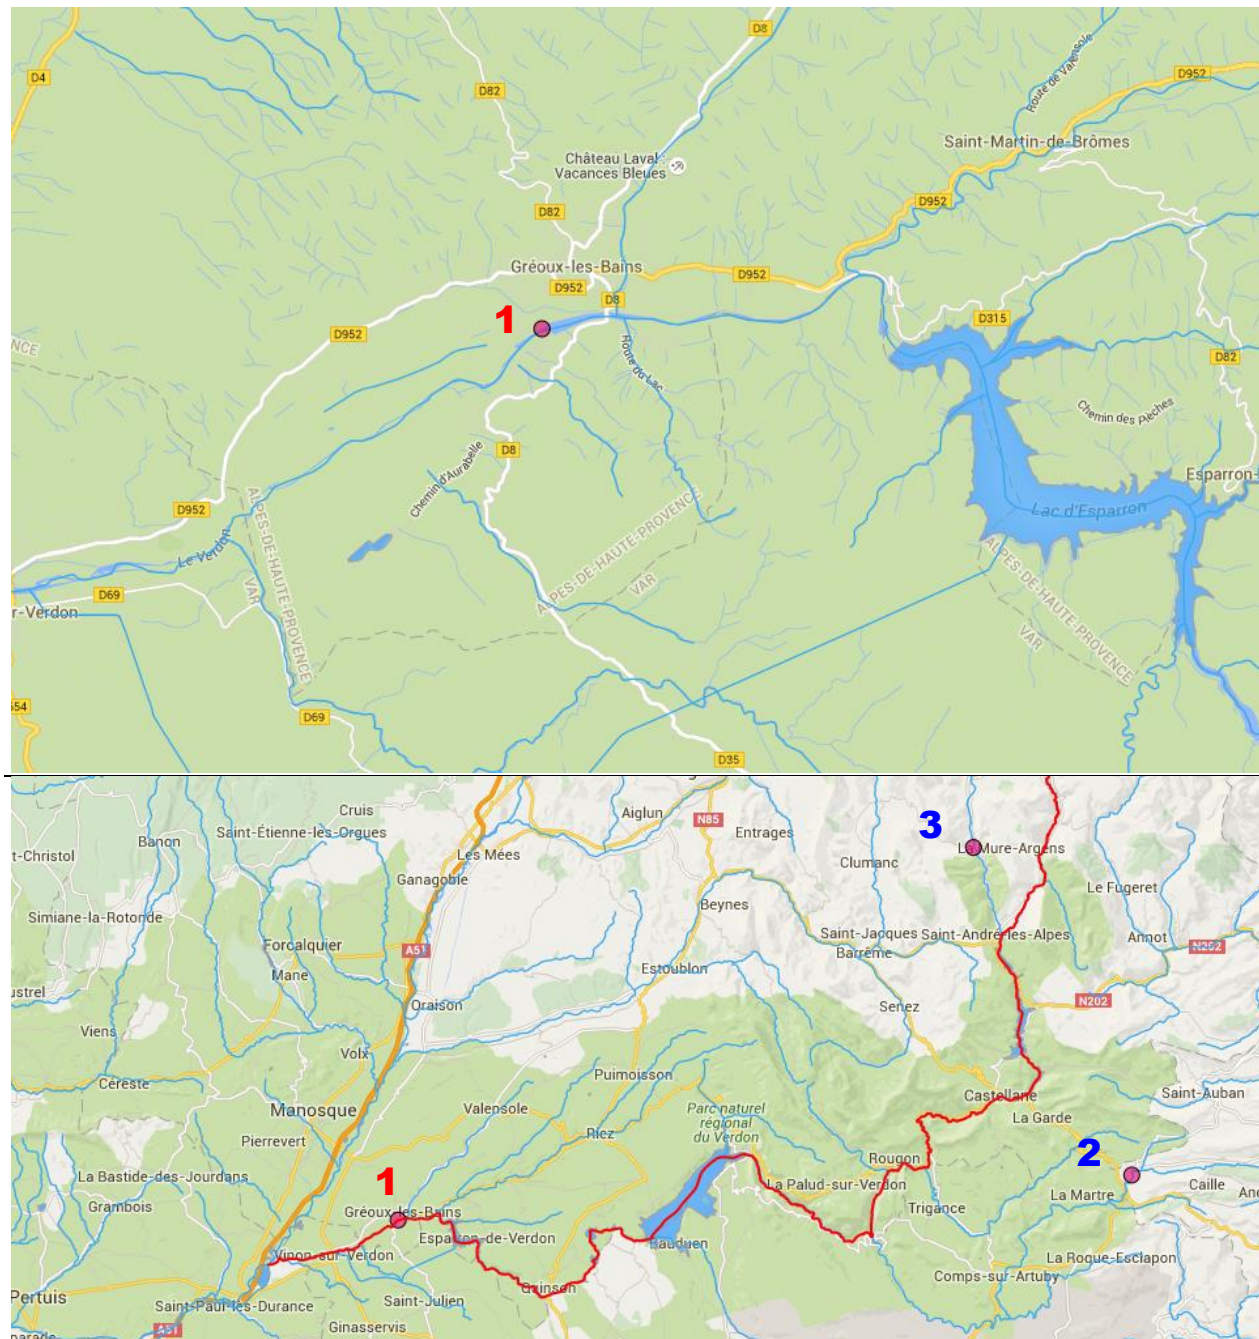 D8
D4
D82
D952
Route de Valensole
Saint-Martin-de-Brômes
Château Laval :
Vacances Bleues
D82
D952
Gréoux-les-Bains
D952
D952
D8
1
D952
Route du Lac
D315
D82
NCE
Chemin des Pièches
Chemin d'Aurabelle
D8
Esparron-
D952
Lac d'Esparron
Le Verdon
ALPES-DE-HAUTE-PROVENCE
VAR
ALPES-DE-HAUTE-PROVENCE
VAR
ALPES-DE-HAUTE-PROVENCE
VAR
D69
r-Verdon
554
D69
D35
Cruis
Aiglun
N85
Entrages
3
Saint-Étienne-les-Orgues
Banon
t-Christol
Les Mées
La Mure-Argens
Clumanc
Ganagobie
Le Fugeret
Simiane-la-Rotonde
Beynes
Forcalquier
A51
Saint-Jacques
Saint-André-les-Alpes
Annot
N202
Barrême
Mane
Estoublon
ustrel
Oraison
Senez
N202
Viens
Volx
Céreste
Puimoisson
Castellane
Saint-Auban
Manosque
Valensole
Parc naturel
régional
du Verdon
La Garde
Pierrevert
Riez
Rougon
2
La Bastide-des-Jourdans
1
La Palud-sur-Verdon
La Martre
Caille
An
Grambois
Gréoux-les-Bains
Trigance
Esparron-de-Verdon
Bauduen
Vinon-sur-Verdon
La Roque-Esclapon
Quinson
Comps-sur-Artuby
Pertuis
Saint-Paul-lès-Durance
Saint-Julien
A51
Ginasservis
parade